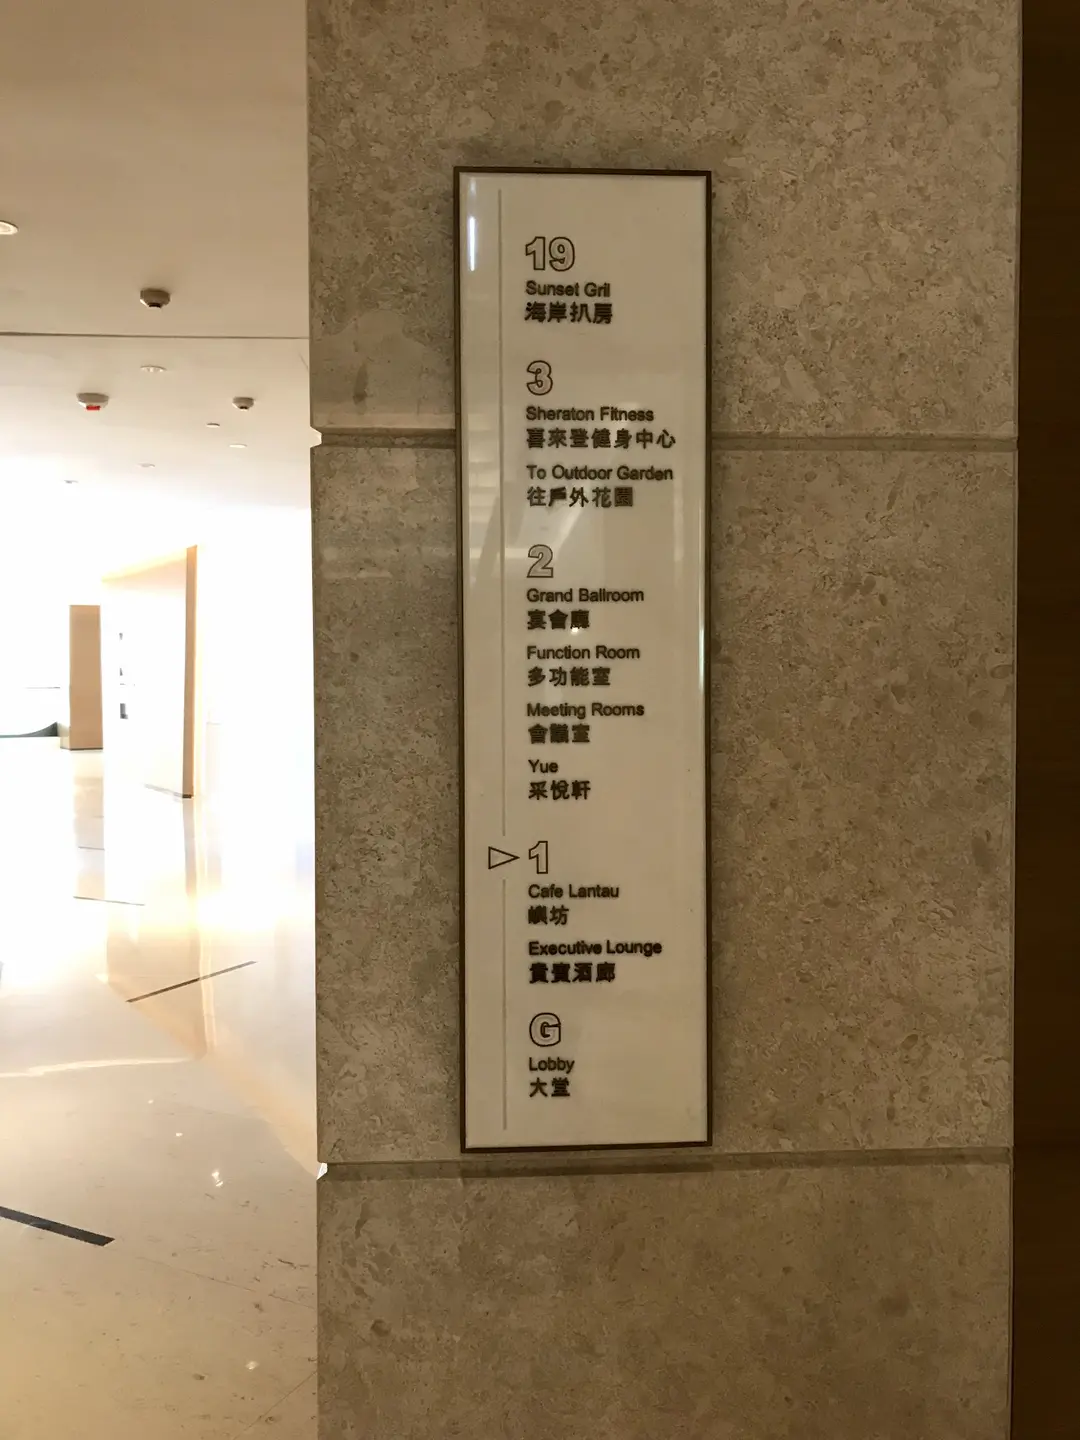 19
Sunset Gril
海岸扒房
3
Sheraton Fitness
喜來登健身中心
To Outdoor Garden
往戶外花園
2
Grand Ballroom
宴會廳
Function Room
多功能室
Meeting Rooms
會議室
Yue
采悅軒
1
Cafe Lantau
嶼坊
Executive Lounge
貴賓酒廊
G
Lobby
大堂